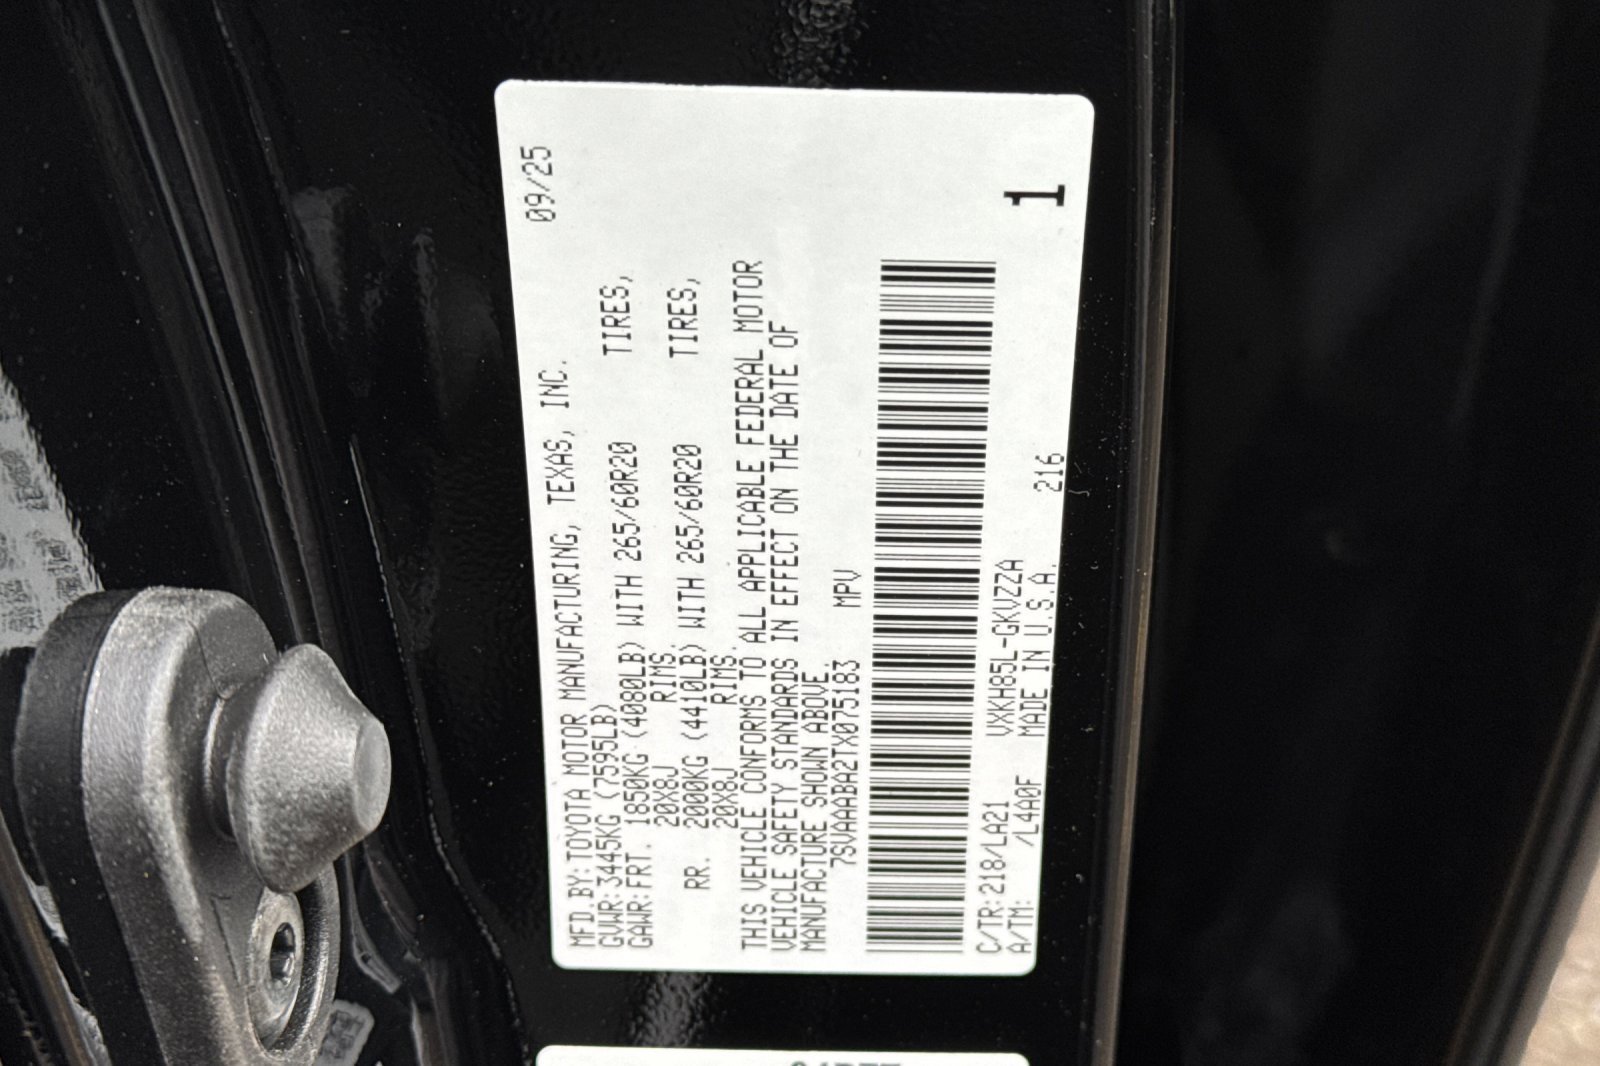 09/25
MFD.BY:TOYOTA MOTOR MANUFACTURING, TEXAS, INC.
GVWR:3445KG (7595LB)
GAWR:FRT. 1850KG (4080LB) WITH 265/60R20 TIRES,
20X8J RIMS.
RR. 2000KG (4410LB) WITH 265/60R20 TIRES,
20X8J RIMS.
THIS VEHICLE CONFORMS TO ALL APPLICABLE FEDERAL MOTOR
VEHICLE SAFETY STANDARDS IN EFFECT ON THE DATE OF
MANUFACTURE SHOWN ABOVE.
7SVAAABA2TX075183 MPV
1
C/TR:218/LA21 VXKH85L-GKVZZA
A/TM: /L4A0F MADE IN U.S.A. 216